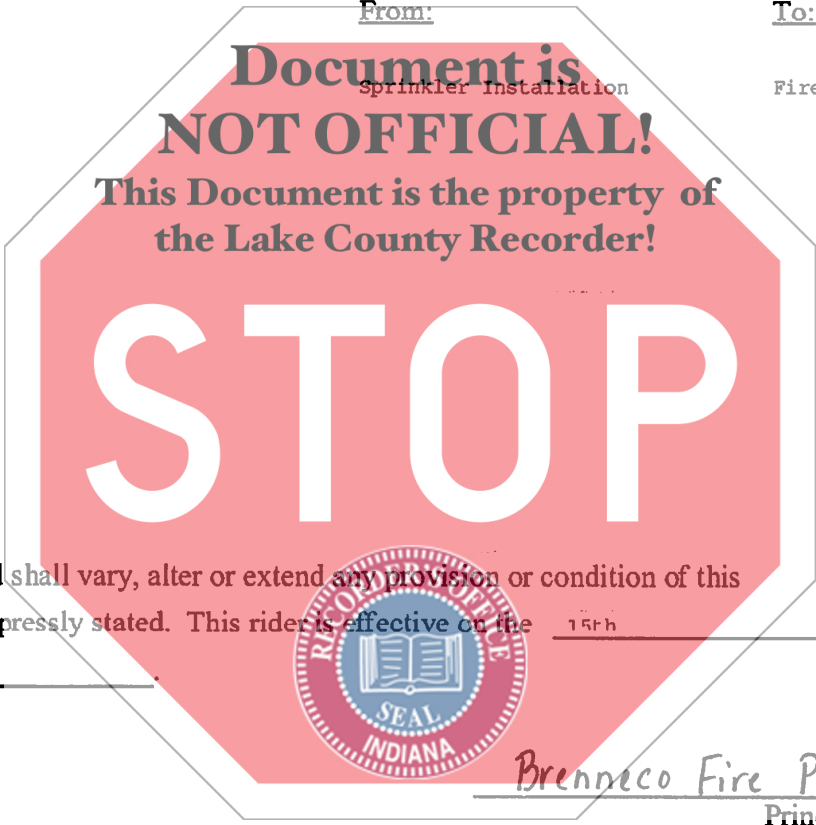 From: To:
Document is
Sprinkler Installation Fire
NOT OFFICIAL!
This Document is the property of
the Lake County Recorder!
STOP
shall vary, alter or extend any provision or condition of this
pressly stated. This rider is effective on the 15th
RECORDER'S OFFICE
SEAL
INDIANA
Brenneco Fire P
Prin